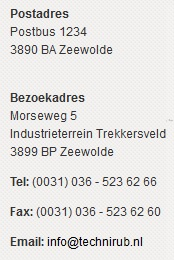 Postadres
Postbus 1234
3890 BA Zeewolde
Bezoekadres
Morseweg 5
Industrieterrein Trekkersveld
3899 BP Zeewolde
Tel: (0031) 036 - 523 62 66
Fax: (0031) 036 - 523 62 60
Email: info@technirub.nl